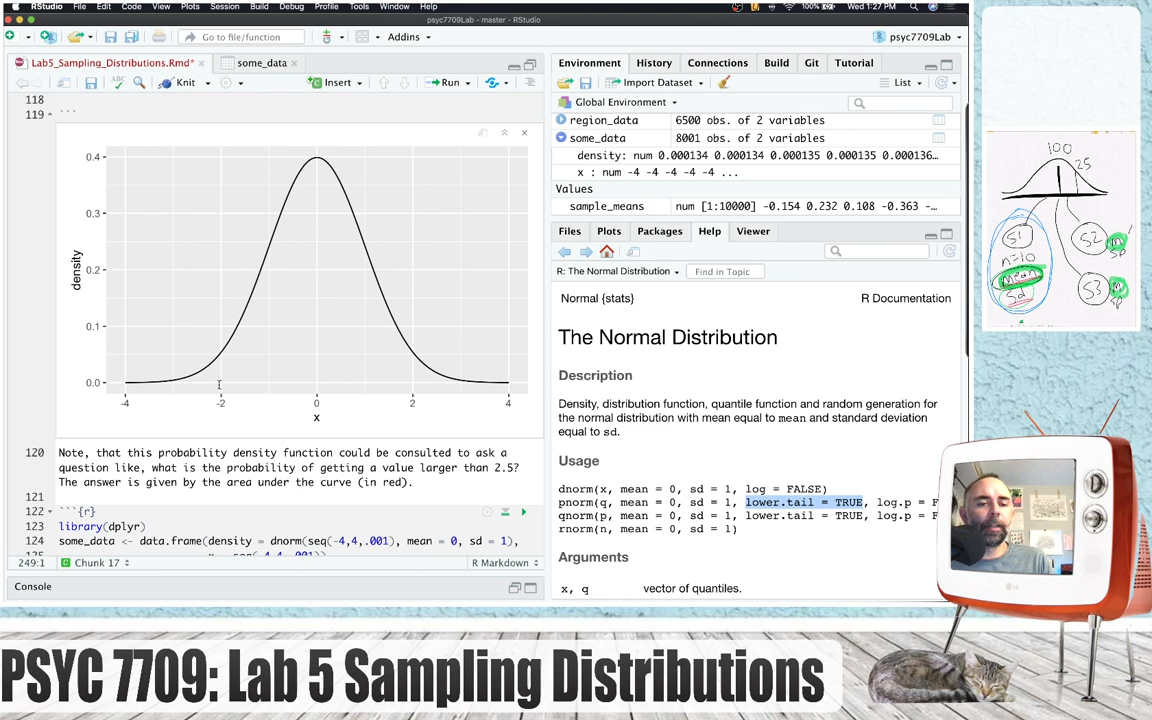 RStudio File Edit Code View Plots Session Build Debug Profile Tools Window Help 100% Wed 1:27 PM
psyc7709Lab - master - RStudio
Go to file/function Addins psyc7709Lab
Lab5_Sampling_Distributions.Rmd* some_data
ABC Knit Insert Run
118
119 ```
0.4
0.3
0.2
0.1
0.0
density
-4 -2 0 2 4
x
120 Note, that this probability density function could be consulted to ask a
question like, what is the probability of getting a value larger than 2.5?
The answer is given by the area under the curve (in red).
121
122 ```{r}
123 library(dplyr)
124 some_data <- data.frame(density = dnorm(seq(-4,4,.001), mean = 0, sd = 1),
249:1 Chunk 17 R Markdown
Console
Environment History Connections Build Git Tutorial
Import Dataset List
Global Environment
region_data 6500 obs. of 2 variables
some_data 8001 obs. of 2 variables
density: num 0.000134 0.000134 0.000135 0.000135 0.000136…
x : num -4 -4 -4 -4 -4 ...
Values
sample_means num [1:10000] -0.154 0.232 0.108 -0.363 -…
Files Plots Packages Help Viewer
R: The Normal Distribution Find in Topic
Normal {stats} R Documentation
The Normal Distribution
Description
Density, distribution function, quantile function and random generation for
the normal distribution with mean equal to mean and standard deviation
equal to sd.
Usage
dnorm(x, mean = 0, sd = 1, log = FALSE)
pnorm(q, mean = 0, sd = 1, lower.tail = TRUE, log.p = F
qnorm(p, mean = 0, sd = 1, lower.tail = TRUE, log.p = F
rnorm(n, mean = 0, sd = 1)
Arguments
x, q vector of quantiles.
100
25
S1 S2 m
SD
n=10
mean
Sd
S3 m
SD
LG
PSYC 7709: Lab 5 Sampling Distributions